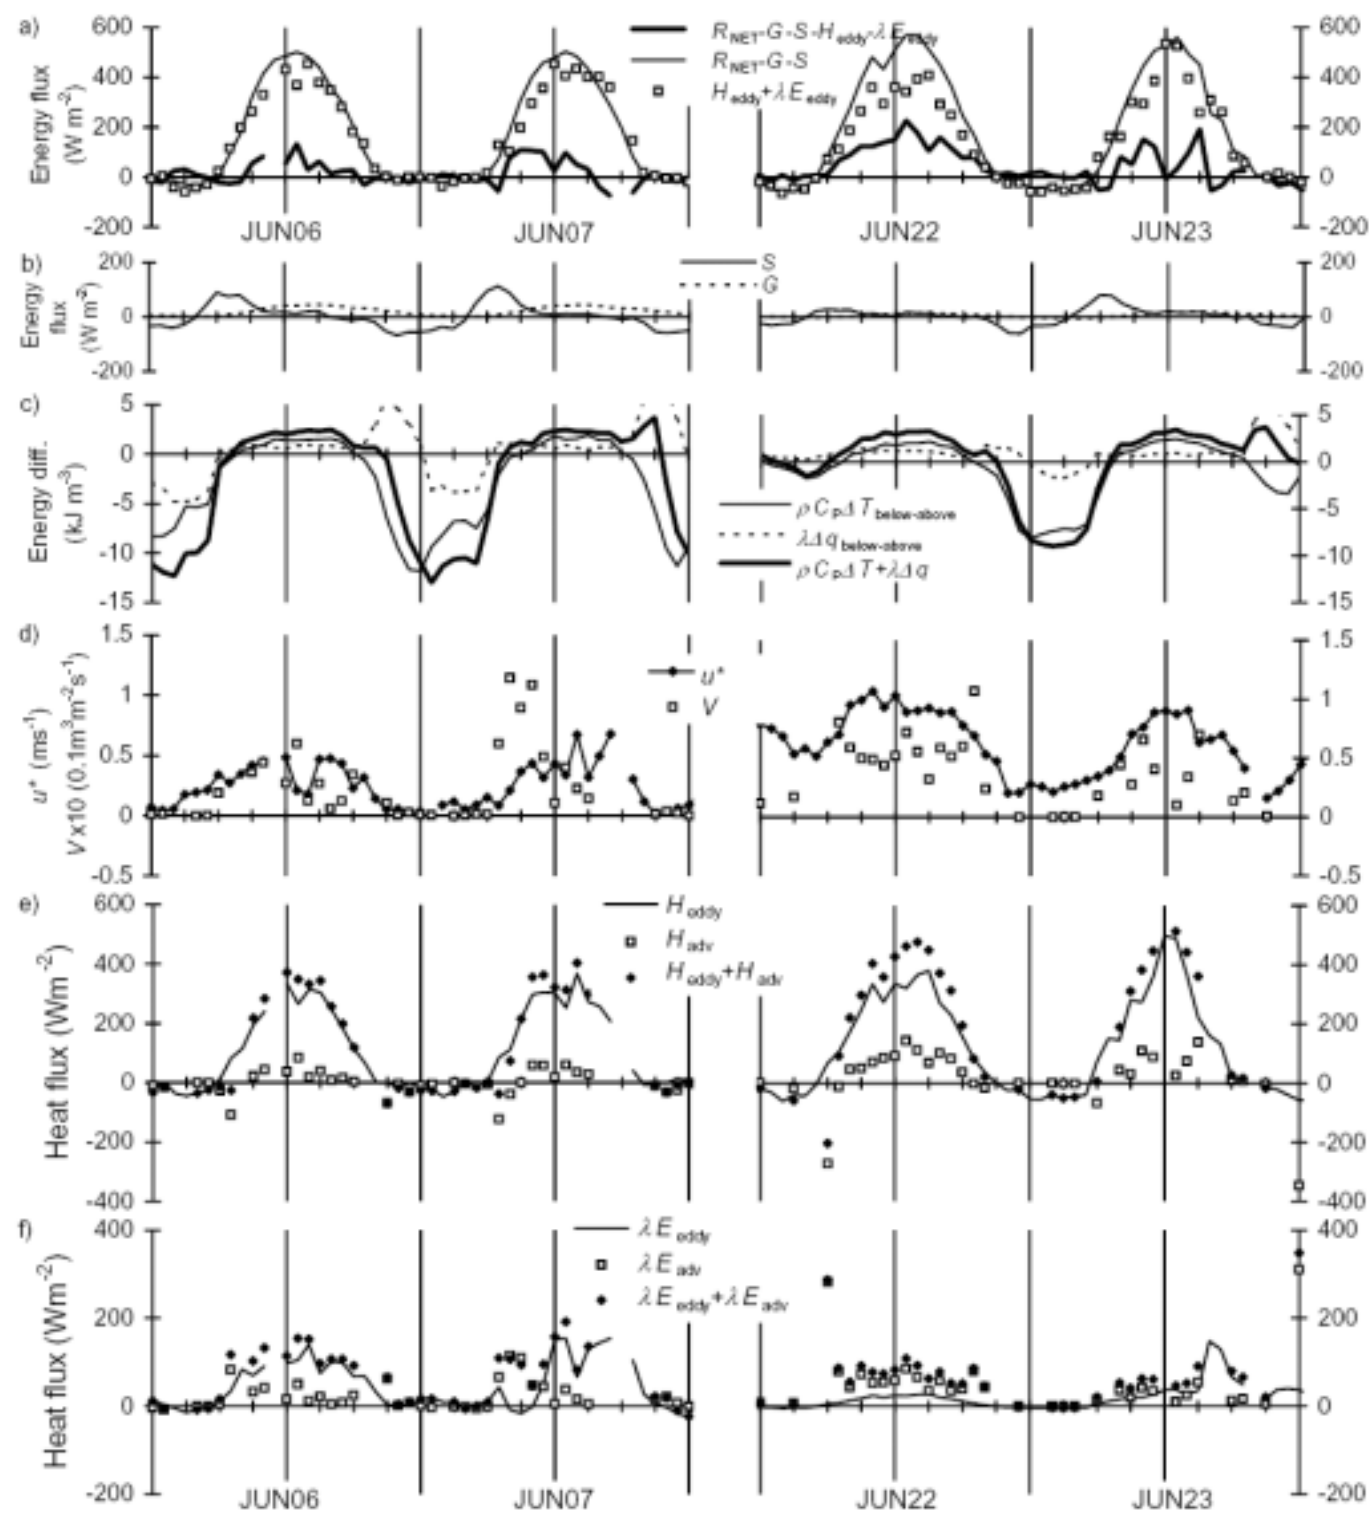 a)
600 400 200 0 -200
Energy flux
(W m-2)
RNET-G-S-Heddy-λEeddy
RNET-G-S
Heddy+λEeddy
600 400 200 0 -200
JUN06 JUN07 JUN22 JUN23
b)
200 0 -200
Energy
flux
(W m-2)
S
G
200 0 -200
c)
5 0 -5 -10 -15
Energy diff.
(kJ m-3)
ρCPΔTbelow-above
λΔqbelow-above
ρCPΔT+λΔq
5 0 -5 -10 -15
d)
1.5 1 0.5 0 -0.5
u* (ms-1)
Vx10 (0.1m3m-2s-1)
u*
V
1.5 1 0.5 0 -0.5
e)
600 400 200 0 -200 -400
Heat flux (Wm-2)
Heddy
Hadv
Heddy+Hadv
600 400 200 0 -200 -400
f)
400 200 0 -200
Heat flux (Wm-2)
λEeddy
λEadv
λEeddy+λEadv
400 200 0 -200
JUN06 JUN07 JUN22 JUN23